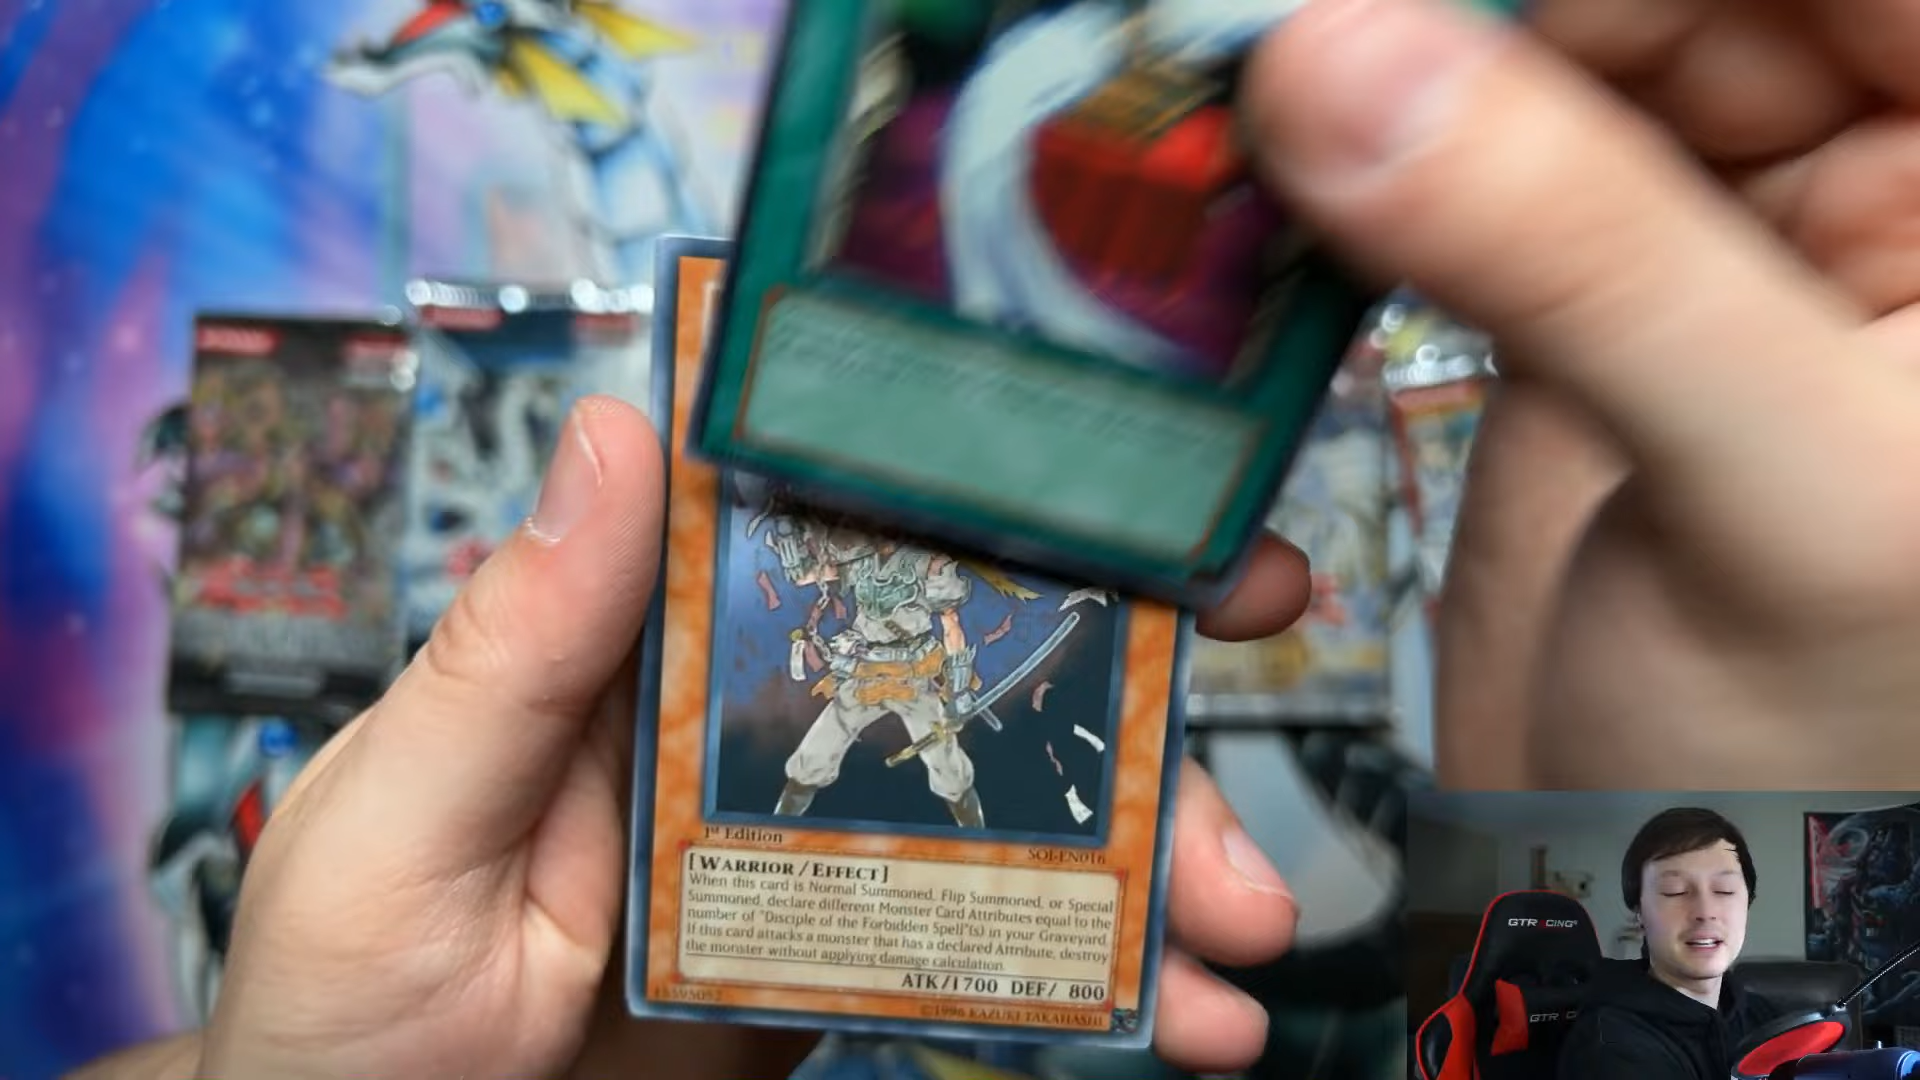 1st Edition
SOI-EN016
[WARRIOR/EFFECT]
When this card is Normal Summoned, Flip Summoned, or Special
Summoned, declare different Monster Card Attributes equal to the
number of "Disciple of the Forbidden Spell"(s) in your Graveyard.
If this card attacks a monster that has a declared Attribute, destroy
the monster without applying damage calculation.
ATK/1700 DEF/ 800
15595052
©1996 KAZUKI TAKAHASHI
GTRACING
GTR